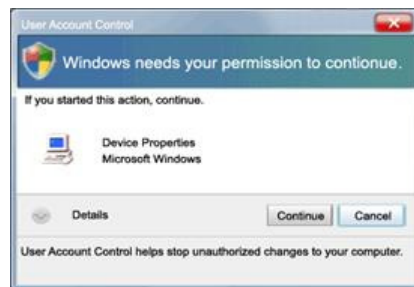 User Account Control
Windows needs your permission to contionue.
If you started this action, continue.
Device Properties
Microsoft Windows
Details
Continue
Cancel
User Account Control helps stop unauthorized changes to your computer.